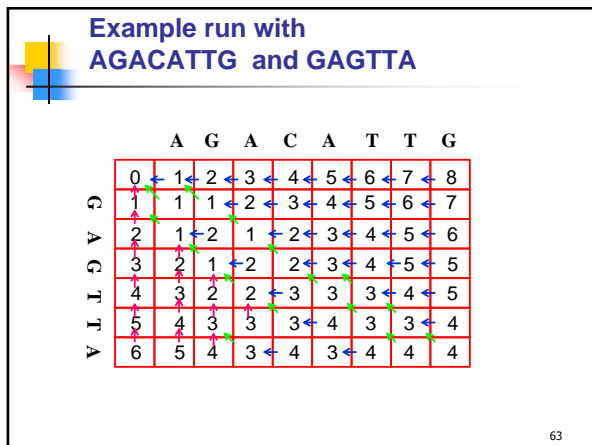 Example run with
AGACATTG and GAGTTA
A G A C A T T G
0 1 2 3 4 5 6 7 8
G 1 1 1 2 3 4 5 6 7
A 2 1 2 1 2 3 4 5 6
G 3 2 1 2 2 3 4 5 5
T 4 3 2 2 3 3 3 4 5
T 5 4 3 3 3 4 3 3 4
A 6 5 4 3 4 3 4 4 4
63